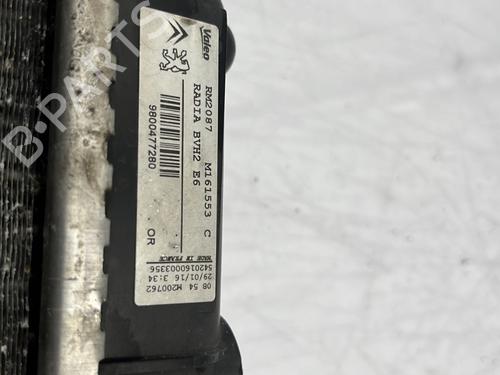 Valeo
RM2087 M161553 C
RADIA BVH2 E6
9800477280 OR
MADE IN FRANCE
08 54 M200762
29/01/16 3:34
5420160003356
B-PARTS